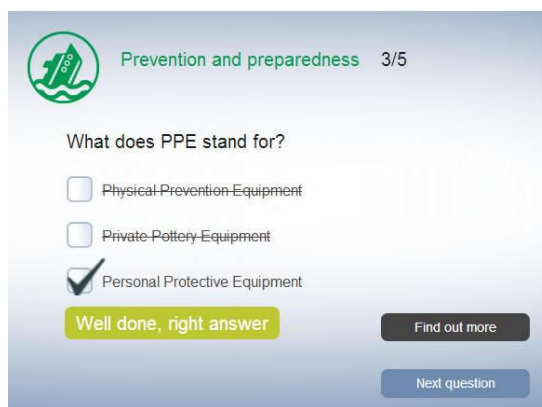 Prevention and preparedness 3/5
What does PPE stand for?
Physical Prevention Equipment
Private Pottery Equipment
Personal Protective Equipment
Well done, right answer
Find out more
Next question